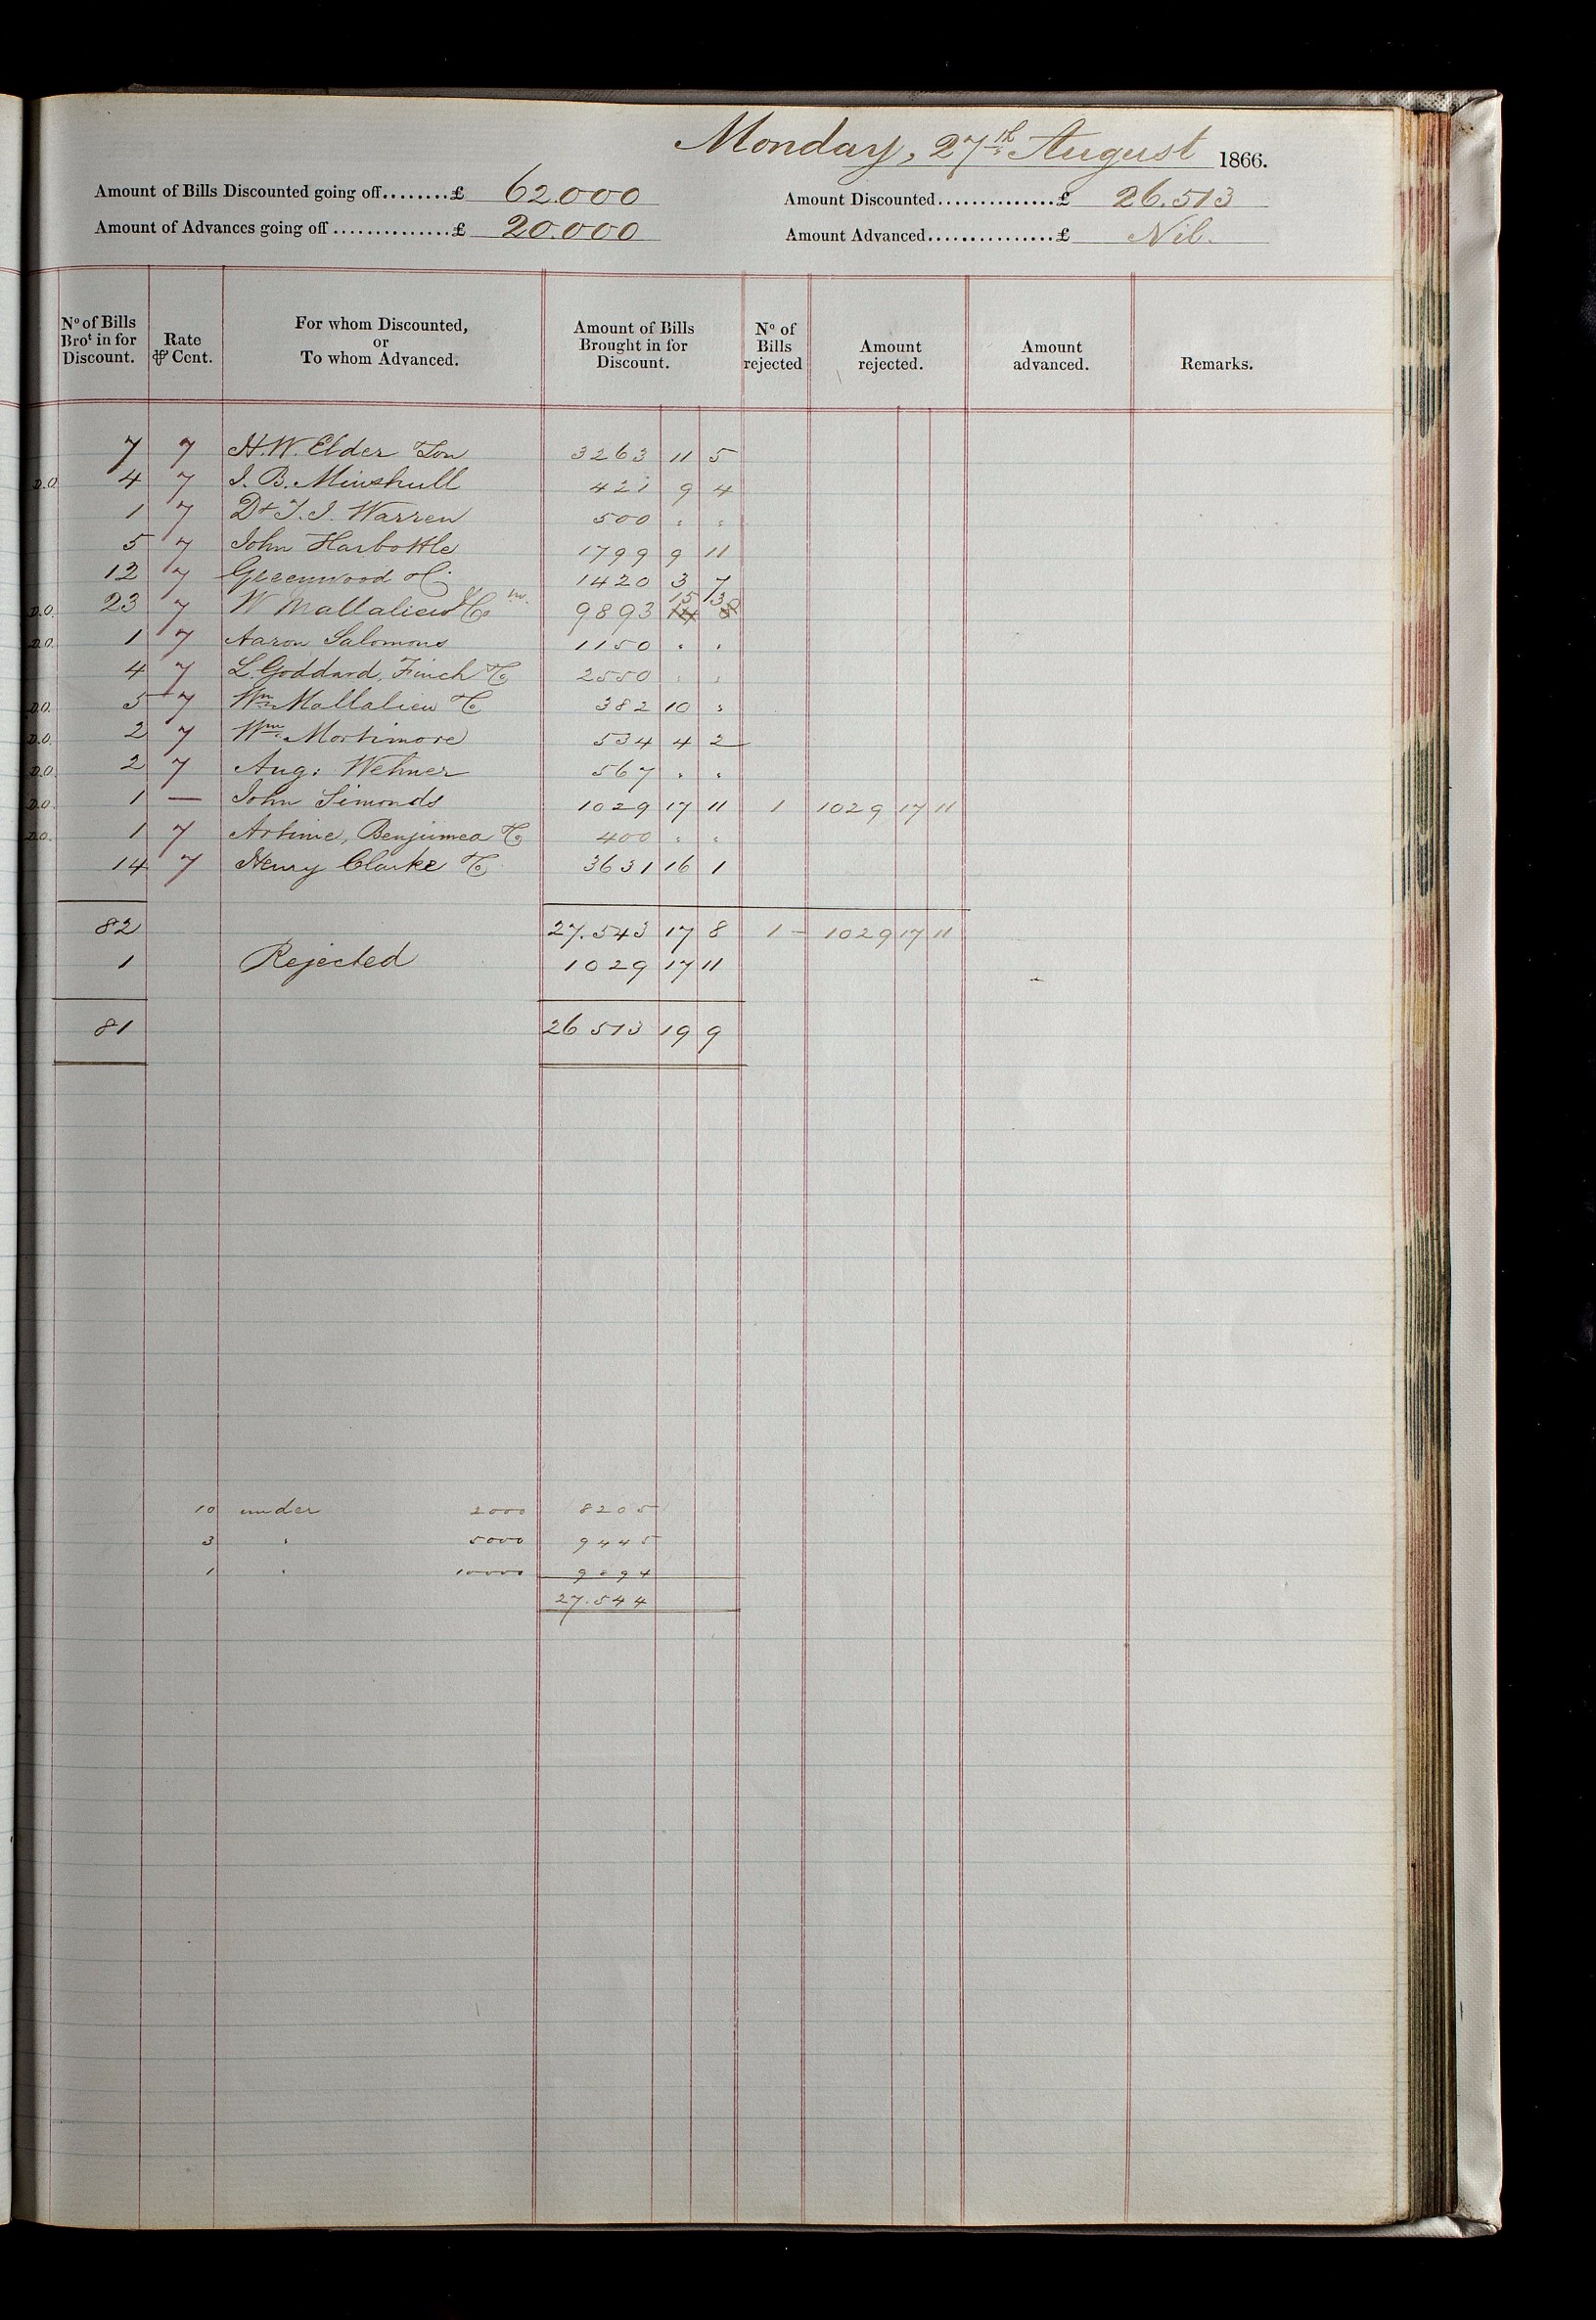 Monday, 27th August 1866.
Amount of Bills Discounted going off........£ 62.000 Amount Discounted..............£ 26.513
Amount of Advances going off..............£ 20.000 Amount Advanced...............£ Nil.
No of Bills Brot in for Discount. Rate ⅌ Cent. For whom Discounted, or To whom Advanced. Amount of Bills Brought in for Discount. No of Bills rejected Amount rejected. Amount advanced. Remarks.
7 7 H.W. Elder Son 3263 11 5
D.O. 4 7 J. B. Minshull 421 9 4
1 7 Dr T. J. Warren 500 " "
5 7 John Harbottle 1799 9 11
12 7 Greenwood & C. 1420 3 7
D.O. 23 7 W Mallalieu & Co 9893 15 3
D.O. 1 7 Aaron Salomons 1150 " "
4 7 L. Goddard, Finch & C 2550 " "
D.O. 5 7 Wm Mallalieu & C 382 10 "
D.O. 2 7 Wm Mortimore 534 4 2
D.O. 2 7 Aug: Wehner 567 " "
D.O. 1 — John Simonds 1029 17 11 1 1029 17 11
D.O. 1 7 Artime, Benjumea & C 400 " "
14 7 Henry Clarke & C 3631 16 1
82 27.543 17 8 1 — 1029 17 11
1 Rejected 1029 17 11
81 26 513 19 9
10 under 2000 8205
3 " 5000 9445
1 " 10000 9894
27.544